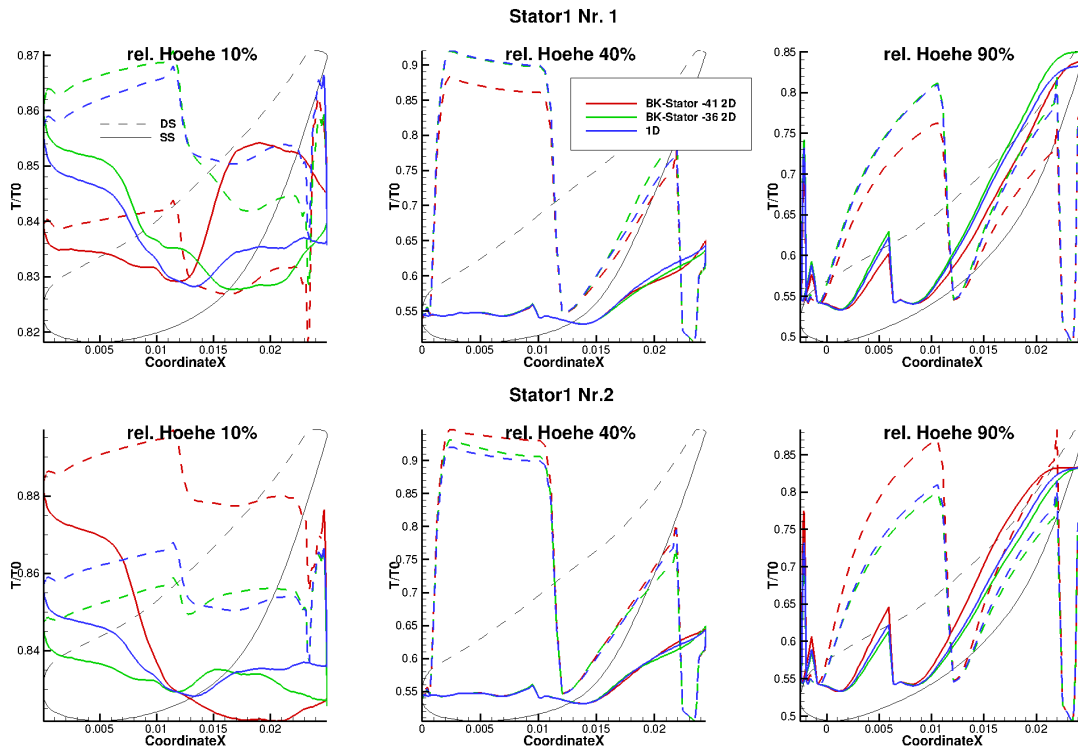 Stator1 Nr. 1
rel. Hoehe 10%
0.87
0.86
0.85
0.84
0.83
0.82
T/T0
DS
SS
0.005
0.01
0.015
0.02
CoordinateX
rel. Hoehe 40%
0.9
0.85
0.8
0.75
0.7
0.65
0.6
0.55
T/T0
BK-Stator -41 2D
BK-Stator -36 2D
1D
0
0.005
0.01
0.015
0.02
CoordinateX
rel. Hoehe 90%
0.85
0.8
0.75
0.7
0.65
0.6
0.55
0.5
T/T0
0
0.005
0.01
0.015
0.02
CoordinateX
Stator1 Nr.2
rel. Hoehe 10%
0.88
0.86
0.84
T/T0
0.005
0.01
0.015
0.02
CoordinateX
rel. Hoehe 40%
0.9
0.85
0.8
0.75
0.7
0.65
0.6
0.55
T/T0
0
0.005
0.01
0.015
0.02
CoordinateX
rel. Hoehe 90%
0.85
0.8
0.75
0.7
0.65
0.6
0.55
0.5
T/T0
0
0.005
0.01
0.015
0.02
CoordinateX